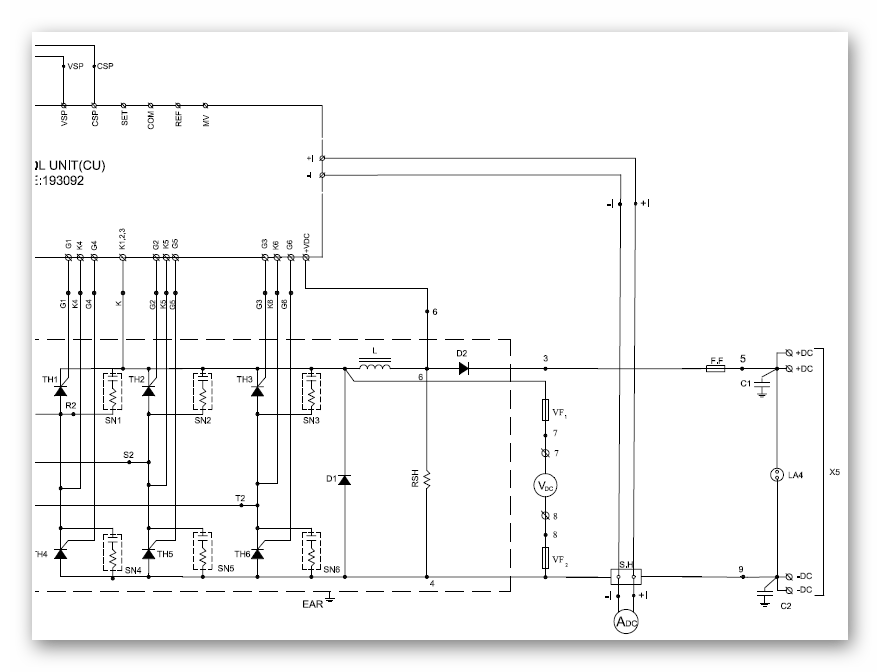 VSP CSP
VSP CSP SET COM REF MV
OL UNIT(CU)
E:193092
+I
-I
-I +I
G1 K4 G4 K1,2,3 G2 K5 G5 G3 K6 G6 +VDC
G1 K4 G4 K G2 K5 G5 G3 K6 G6
6
L D2 3 F.F 5 +DC
+DC
TH1 TH2 TH3 6 C1
R2 SN1 SN2 SN3 VF1
7
S2 7
D1 RSH VDC LA4 X5
T2
8
8
TH4 SN4 TH5 SN5 TH6 SN6 VF2 S.H 9 -DC
4 -DC
EAR -I +I C2
ADC